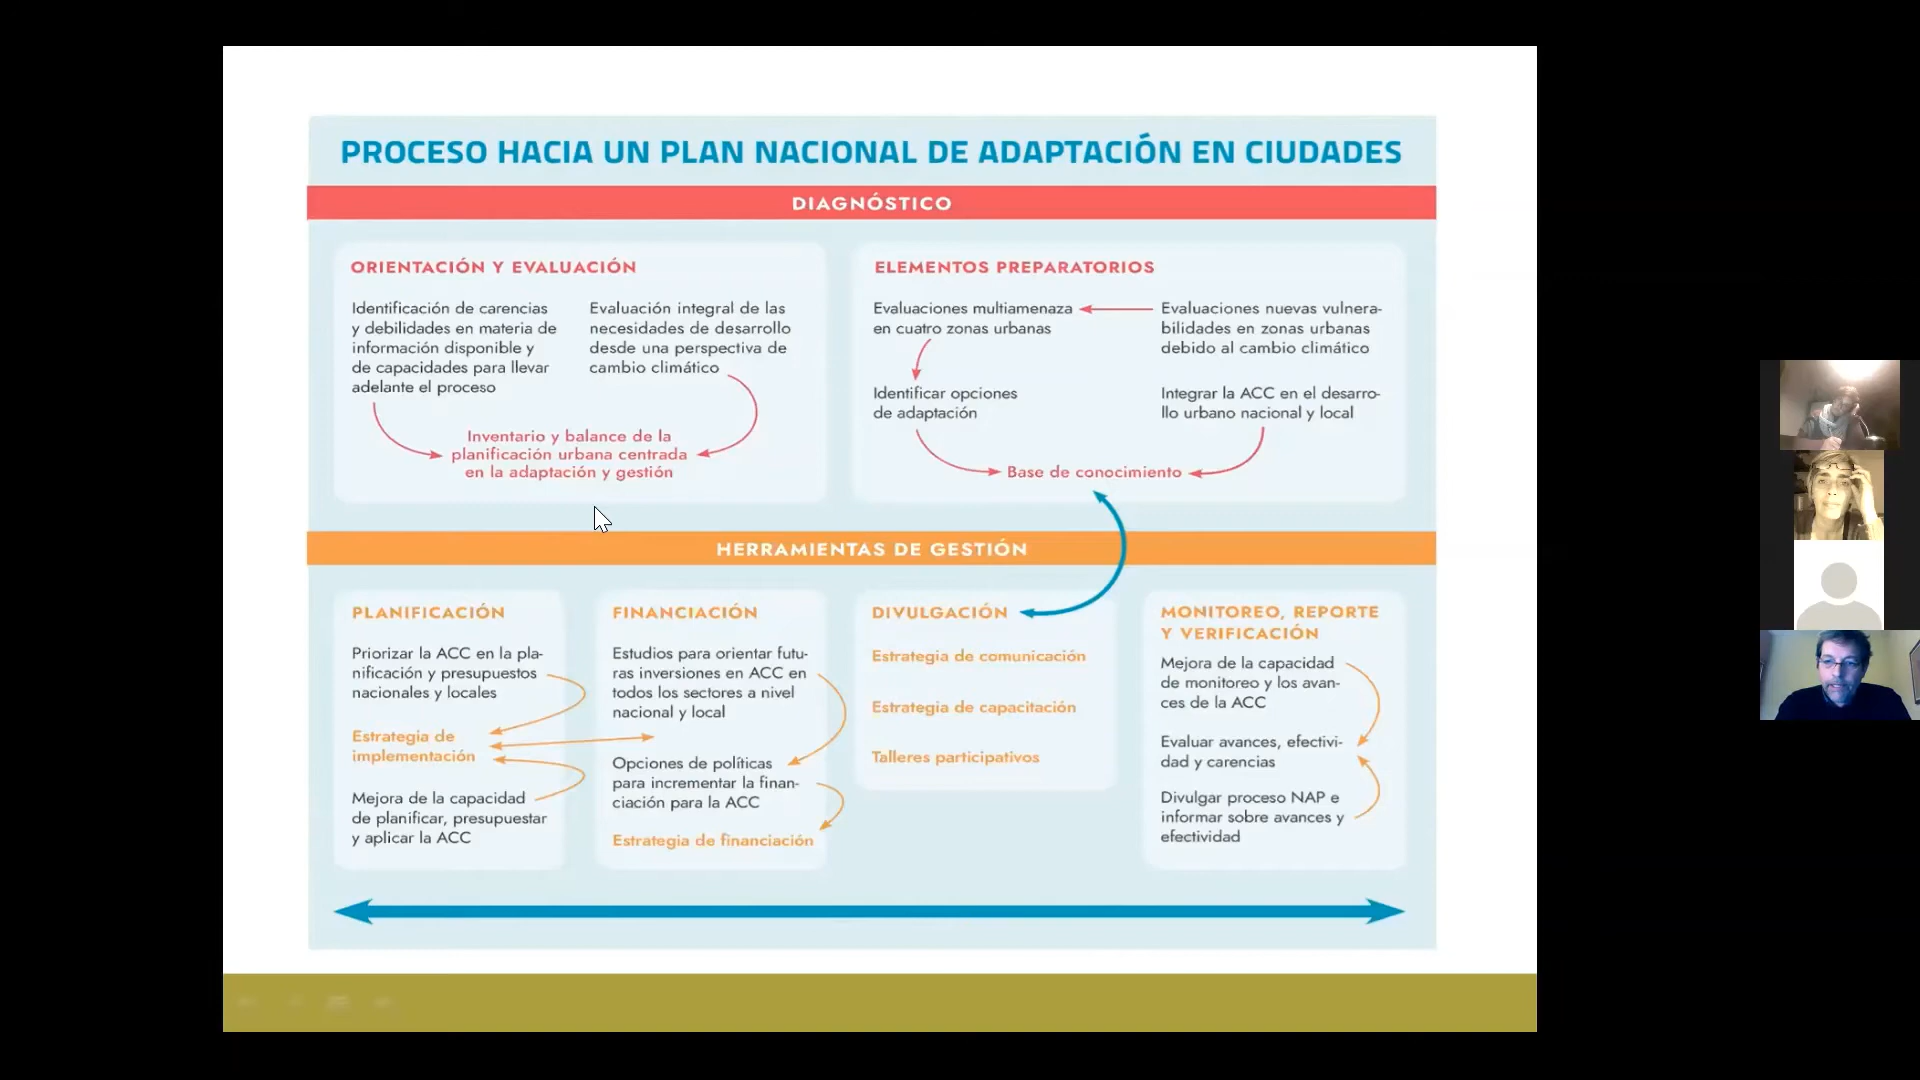 PROCESO HACIA UN PLAN NACIONAL DE ADAPTACIÓN EN CIUDADES
DIAGNÓSTICO
ORIENTACIÓN Y EVALUACIÓN
Identificación de carencias
y debilidades en materia de
información disponible y
de capacidades para llevar
adelante el proceso
Evaluación integral de las
necesidades de desarrollo
desde una perspectiva de
cambio climático
Inventario y balance de la
planificación urbana centrada
en la adaptación y gestión
ELEMENTOS PREPARATORIOS
Evaluaciones multiamenaza
en cuatro zonas urbanas
Evaluaciones nuevas vulnera-
bilidades en zonas urbanas
debido al cambio climático
Identificar opciones
de adaptación
Integrar la ACC en el desarro-
llo urbano nacional y local
Base de conocimiento
HERRAMIENTAS DE GESTIÓN
PLANIFICACIÓN
Priorizar la ACC en la pla-
nificación y presupuestos
nacionales y locales
Estrategia de
implementación
Mejora de la capacidad
de planificar, presupuestar
y aplicar la ACC
FINANCIACIÓN
Estudios para orientar futu-
ras inversiones en ACC en
todos los sectores a nivel
nacional y local
Opciones de políticas
para incrementar la finan-
ciación para la ACC
Estrategia de financiación
DIVULGACIÓN
Estrategia de comunicación
Estrategia de capacitación
Talleres participativos
MONITOREO, REPORTE
Y VERIFICACIÓN
Mejora de la capacidad
de monitoreo y los avan-
ces de la ACC
Evaluar avances, efectivi-
dad y carencias
Divulgar proceso NAP e
informar sobre avances y
efectividad